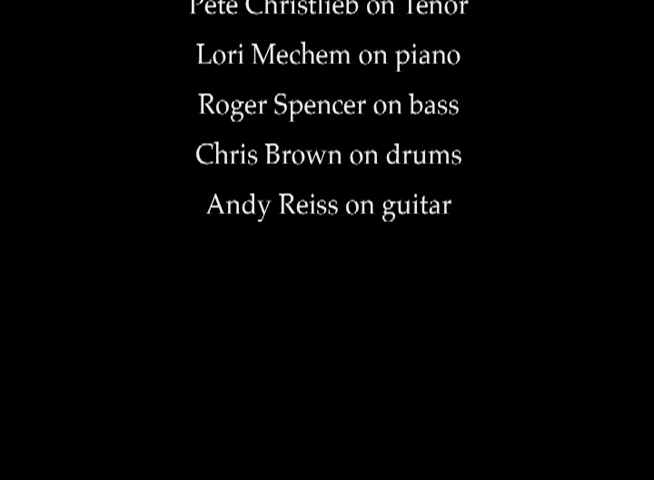 Pete Christlieb on Tenor
Lori Mechem on piano
Roger Spencer on bass
Chris Brown on drums
Andy Reiss on guitar